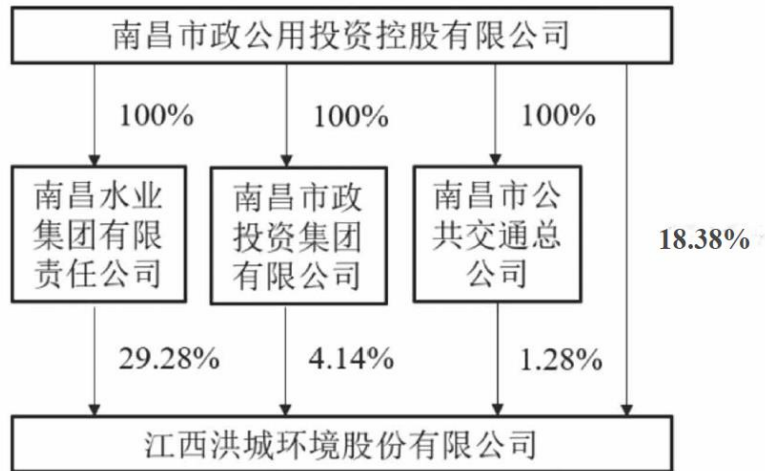 南昌市政公用投资控股有限公司
100%
100%
100%
南昌水业
集团有限
责任公司
南昌市政
投资集团
有限公司
南昌市公
共交通总
公司
18.38%
29.28%
4.14%
1.28%
江西洪城环境股份有限公司